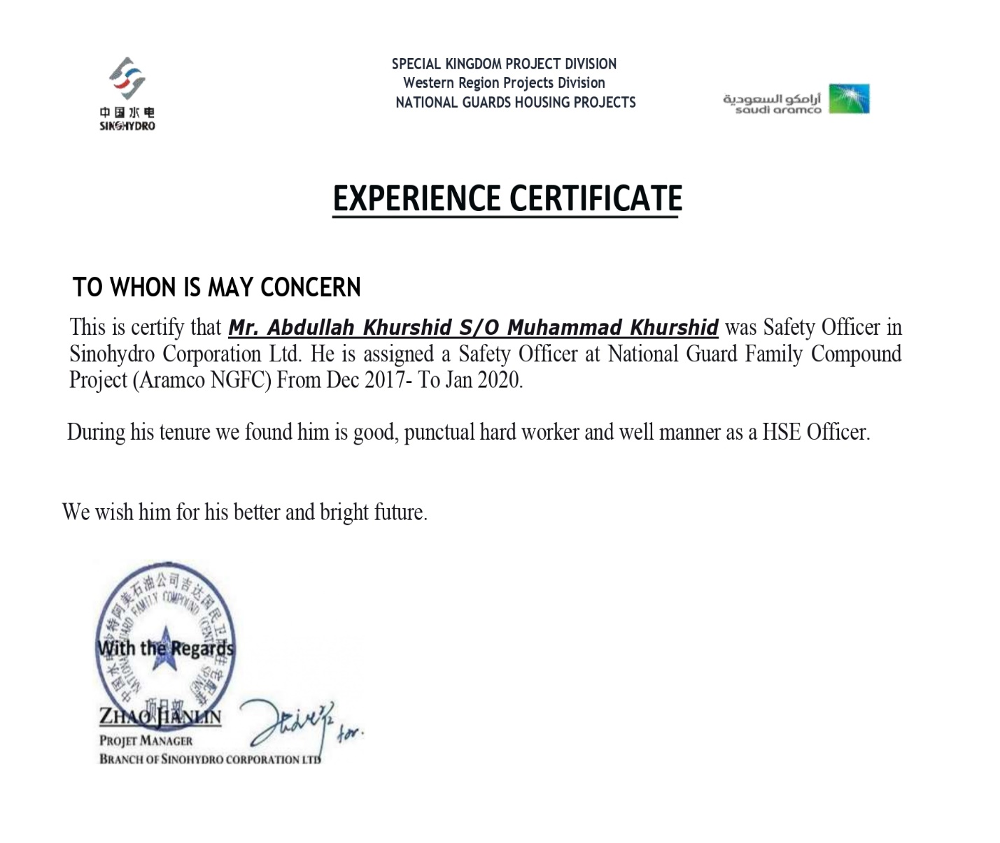 SPECIAL KINGDOM PROJECT DIVISION
Western Region Projects Division
NATIONAL GUARDS HOUSING PROJECTS
中国水电
SINOHYDRO
أرامكو السعودية
saudi aramco
EXPERIENCE CERTIFICATE
TO WHON IS MAY CONCERN
This is certify that Mr. Abdullah Khurshid S/O Muhammad Khurshid was Safety Officer in
Sinohydro Corporation Ltd. He is assigned a Safety Officer at National Guard Family Compound
Project (Aramco NGFC) From Dec 2017- To Jan 2020.
During his tenure we found him is good, punctual hard worker and well manner as a HSE Officer.
We wish him for his better and bright future.
中国水电沙特阿美石油公司吉达国民卫
NATIONAL GUARD FAMILY COMPOUND
项目部
With the Regards
ZHAO JIANLIN
for.
PROJET MANAGER
BRANCH OF SINOHYDRO CORPORATION LTD